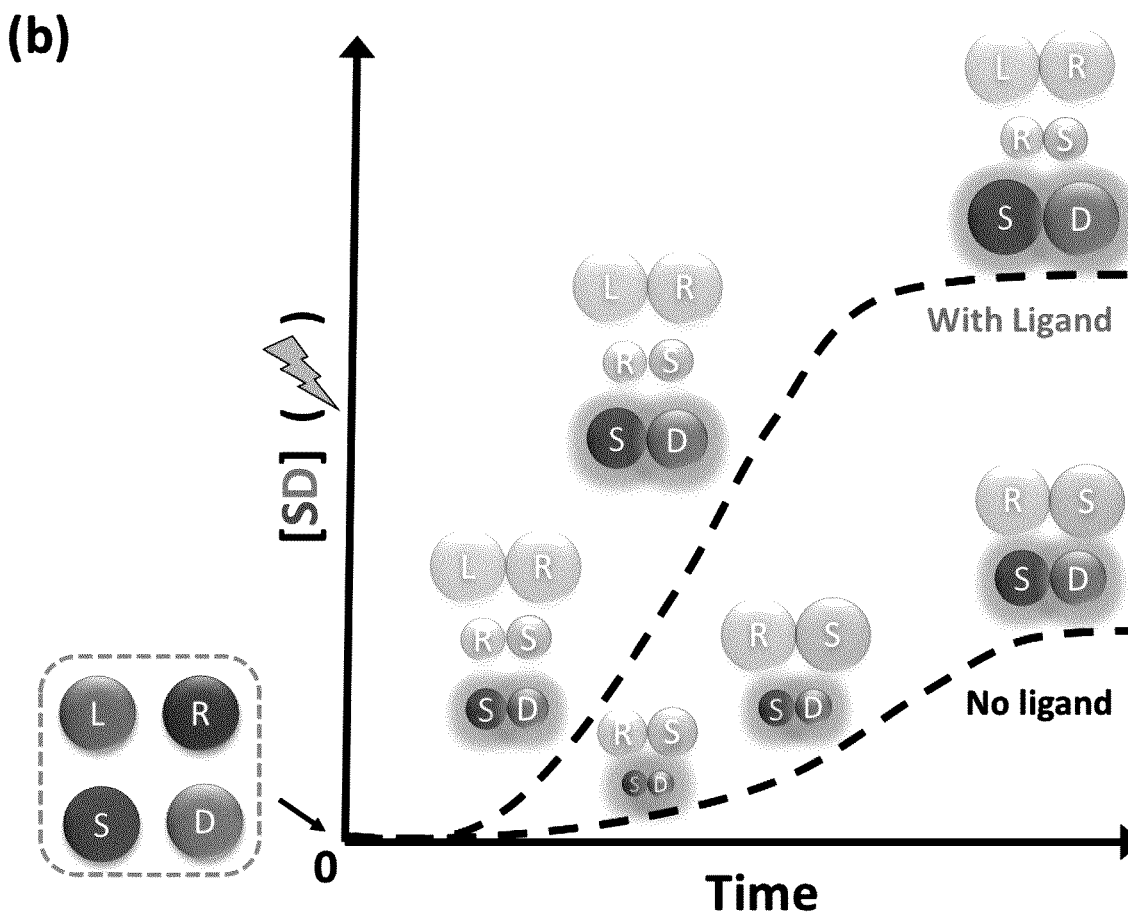 (b)
L R
R S
S D
L R
R S
S D
With Ligand
[SD] ( )
R S
S D
L R
R S
S D
R S
S D
No ligand
R S
S D
L R
S D
0
Time